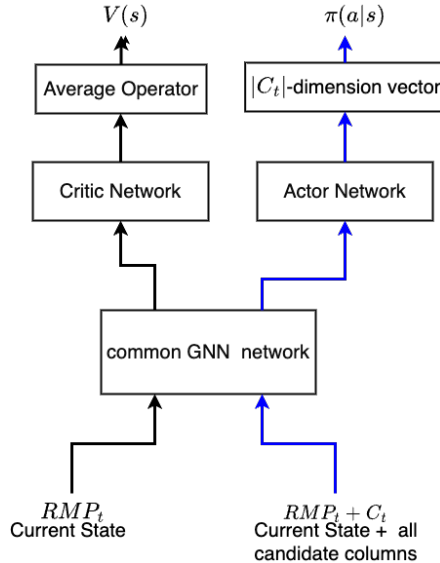 V(s) π(a|s)
Average Operator |C_t|-dimension vector
Critic Network Actor Network
common GNN network
RMP_t RMP_t + C_t
Current State Current State + all
candidate columns